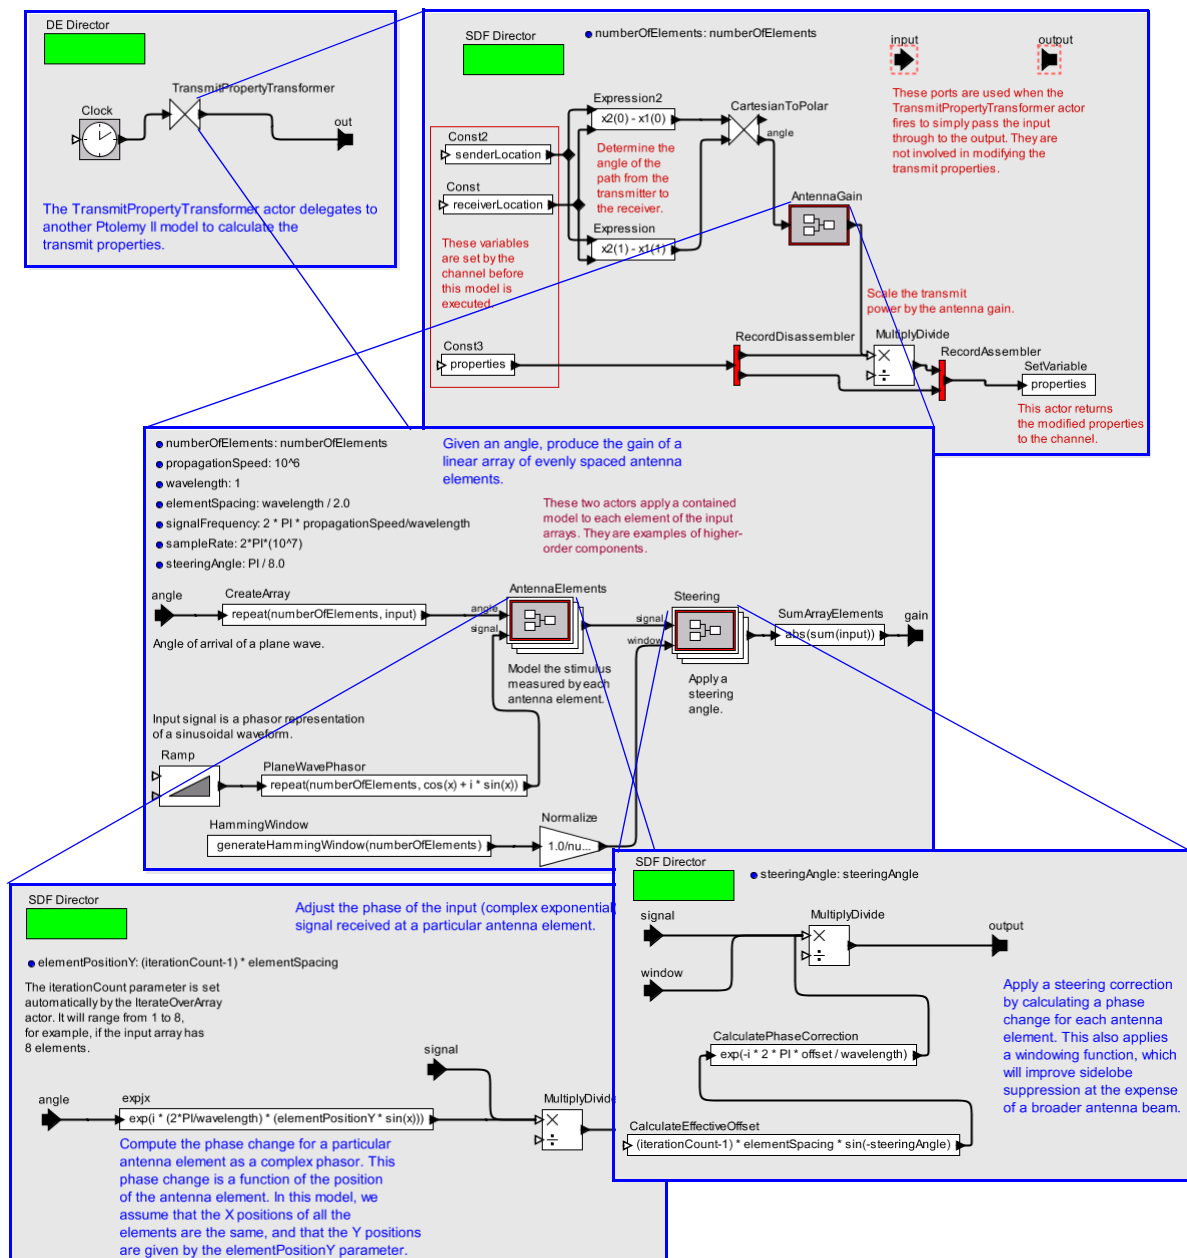 DE Director
Clock
TransmitPropertyTransformer
out
The TransmitPropertyTransformer actor delegates to
another Ptolemy II model to calculate the
transmit properties.
SDF Director
numberOfElements: numberOfElements
input
output
These ports are used when the
TransmitPropertyTransformer actor
fires to simply pass the input
through to the output. They are
not involved in modifying the
transmit properties.
Expression2
x2(0) - x1(0)
CartesianToPolar
angle
Const2
senderLocation
Determine the
angle of the
path from the
transmitter to
the receiver.
Const
receiverLocation
AntennaGain
Expression
x2(1) - x1(1)
These variables
are set by the
channel before
this model is
executed.
Scale the transmit
power by the antenna gain.
Const3
properties
RecordDisassembler
MultiplyDivide
RecordAssembler
SetVariable
properties
This actor returns
the modified properties
to the channel.
numberOfElements: numberOfElements
propagationSpeed: 10^6
wavelength: 1
elementSpacing: wavelength / 2.0
signalFrequency: 2 * PI * propagationSpeed/wavelength
sampleRate: 2*PI*(10^7)
steeringAngle: PI / 8.0
Given an angle, produce the gain of a
linear array of evenly spaced antenna
elements.
These two actors apply a contained
model to each element of the input
arrays. They are examples of higher-
order components.
angle
CreateArray
repeat(numberOfElements, input)
Angle of arrival of a plane wave.
AntennaElements
angle
signal
Model the stimulus
measured by each
antenna element.
Steering
signal
window
Apply a
steering
angle.
SumArrayElements
abs(sum(input))
gain
Input signal is a phasor representation
of a sinusoidal waveform.
Ramp
PlaneWavePhasor
repeat(numberOfElements, cos(x) + i * sin(x))
HammingWindow
generateHammingWindow(numberOfElements)
Normalize
1.0/nu...
SDF Director
Adjust the phase of the input (complex exponential
signal received at a particular antenna element.
elementPositionY: (iterationCount-1) * elementSpacing
The iterationCount parameter is set
automatically by the IterateOverArray
actor. It will range from 1 to 8,
for example, if the input array has
8 elements.
signal
angle
expjx
exp(i * (2*PI/wavelength) * (elementPositionY * sin(x)))
MultiplyDivide
Compute the phase change for a particular
antenna element as a complex phasor. This
phase change is a function of the position
of the antenna element. In this model, we
assume that the X positions of all the
elements are the same, and that the Y positions
are given by the elementPositionY parameter.
SDF Director
steeringAngle: steeringAngle
signal
window
MultiplyDivide
output
Apply a steering correction
by calculating a phase
change for each antenna
element. This also applies
a windowing function, which
will improve sidelobe
suppression at the expense
of a broader antenna beam.
CalculatePhaseCorrection
exp(-i * 2 * PI * offset / wavelength)
CalculateEffectiveOffset
(iterationCount-1) * elementSpacing * sin(-steeringAngle)